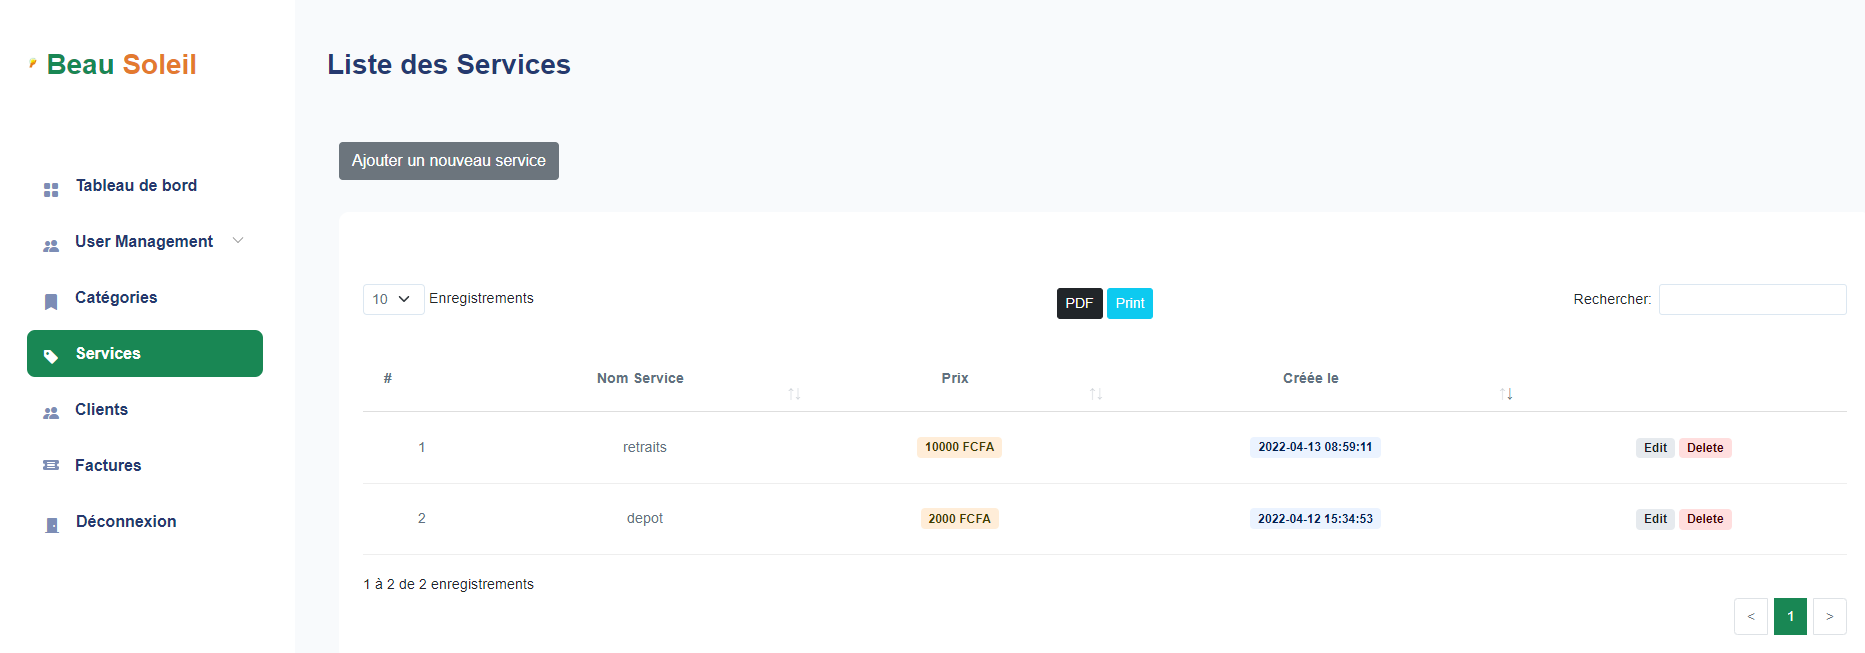 Beau Soleil
Liste des Services
Ajouter un nouveau service
Tableau de bord
User Management
Catégories
Services
Clients
Factures
Déconnexion
10 Enregistrements
PDF Print
Rechercher:
# Nom Service Prix Créée le
1 retraits 10000 FCFA 2022-04-13 08:59:11 Edit Delete
2 depot 2000 FCFA 2022-04-12 15:34:53 Edit Delete
1 à 2 de 2 enregistrements
< 1 >